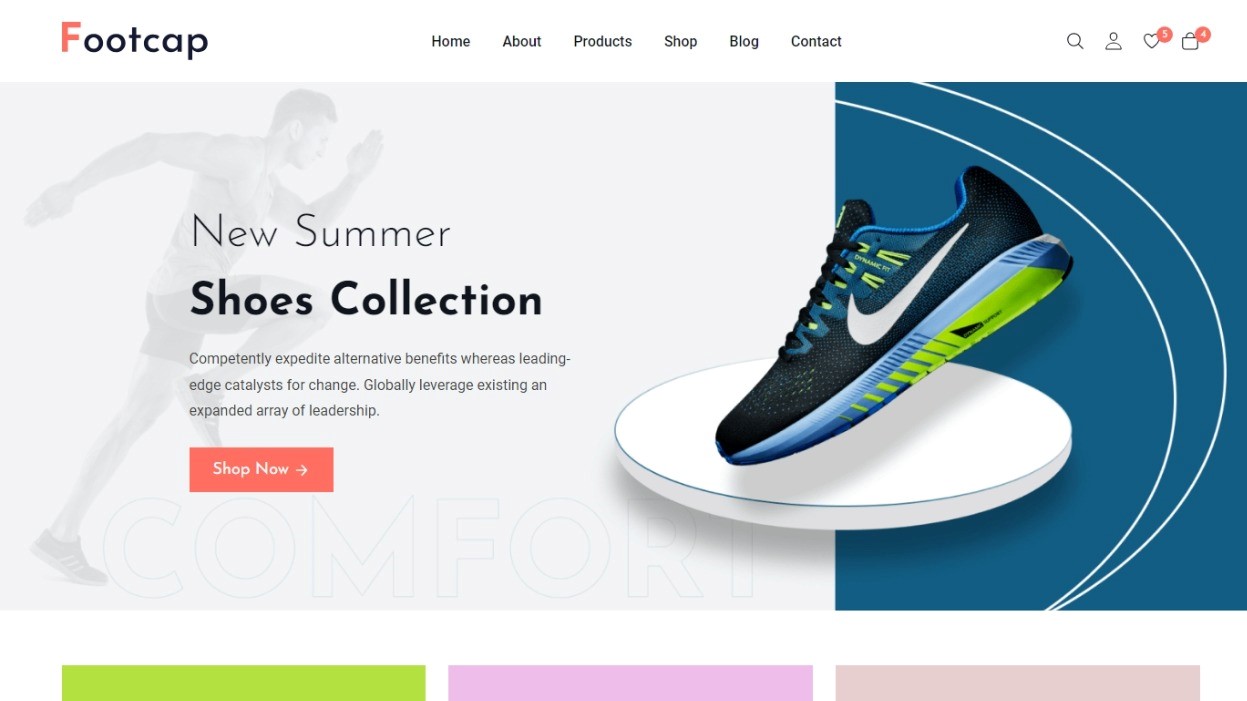 Footcap
Home About Products Shop Blog Contact
5
4
New Summer
Shoes Collection
Competently expedite alternative benefits whereas leading-
edge catalysts for change. Globally leverage existing an
expanded array of leadership.
Shop Now →
COMFORT
DYNAMIC FIT